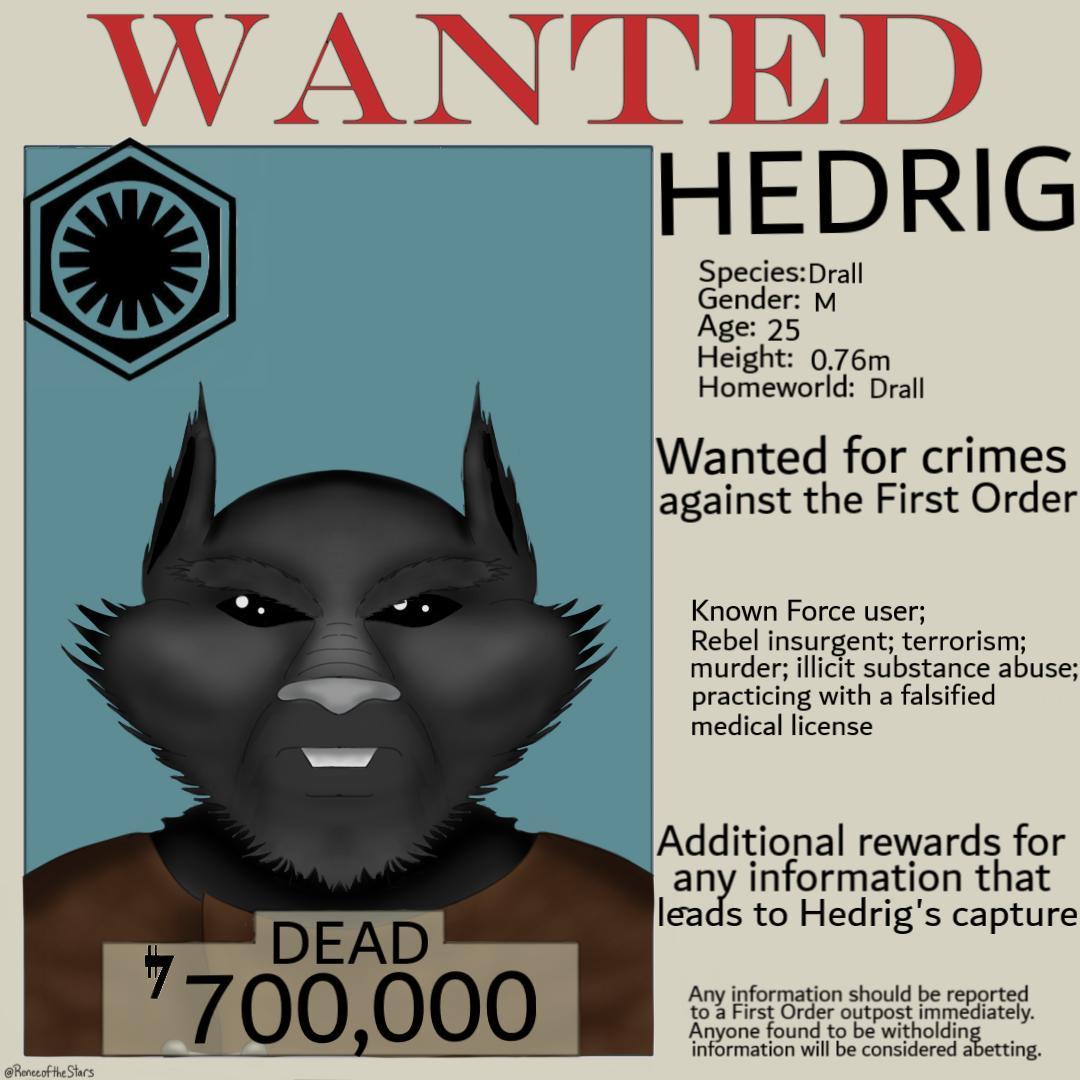 WANTED
HEDRIG
Species: Drall
Gender: M
Age: 25
Height: 0.76m
Homeworld: Drall
Wanted for crimes
against the First Order
Known Force user;
Rebel insurgent; terrorism;
murder; illicit substance abuse;
practicing with a falsified
medical license
Additional rewards for
any information that
leads to Hedrig's capture
DEAD
700,000
Any information should be reported
to a First Order outpost immediately.
Anyone found to be witholding
information will be considered abetting.
@ReneeoftheStars